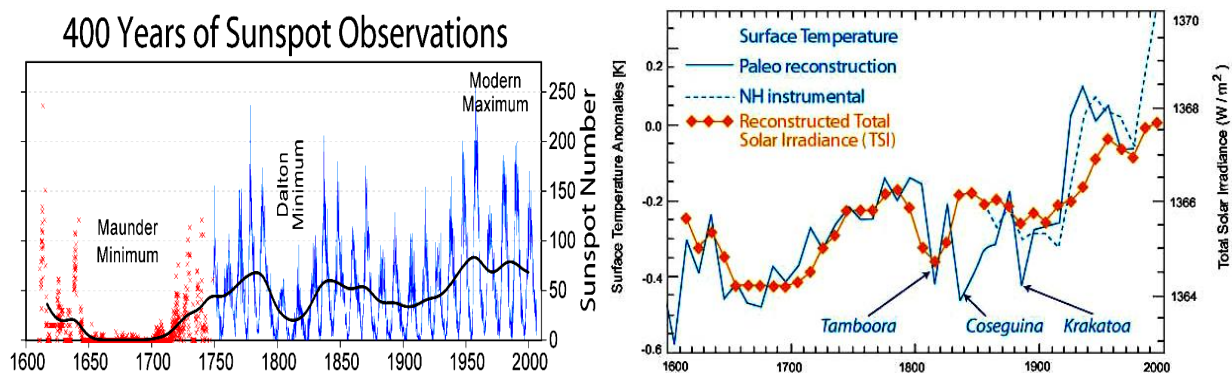 400 Years of Sunspot Observations
Modern
Maximum
Dalton
Minimum
Maunder
Minimum
250
200
150
100
50
0
Sunspot Number
1600 1650 1700 1750 1800 1850 1900 1950 2000
Surface Temperature
Paleo reconstruction
NH instrumental
Reconstructed Total
Solar Irradiance (TSI)
Surface Temperature Anomalies [K]
0.2
0.0
-0.2
-0.4
-0.6
Tamboora
Coseguina
Krakatoa
1600 1700 1800 1900 2000
1370
1368
1366
1364
Total Solar Irradiance (W / m²)